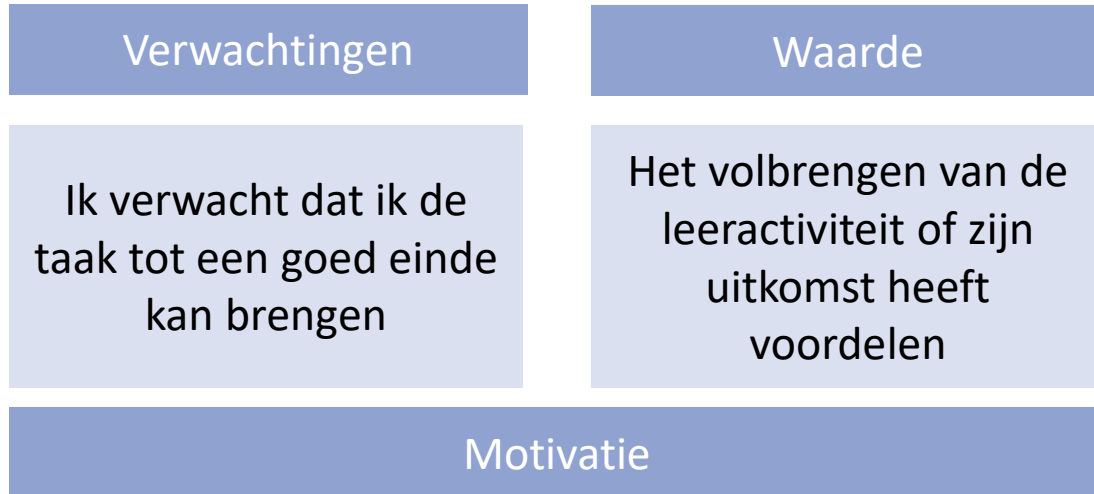 Verwachtingen
Waarde
Ik verwacht dat ik de
taak tot een goed einde
kan brengen
Het volbrengen van de
leeractiviteit of zijn
uitkomst heeft
voordelen
Motivatie